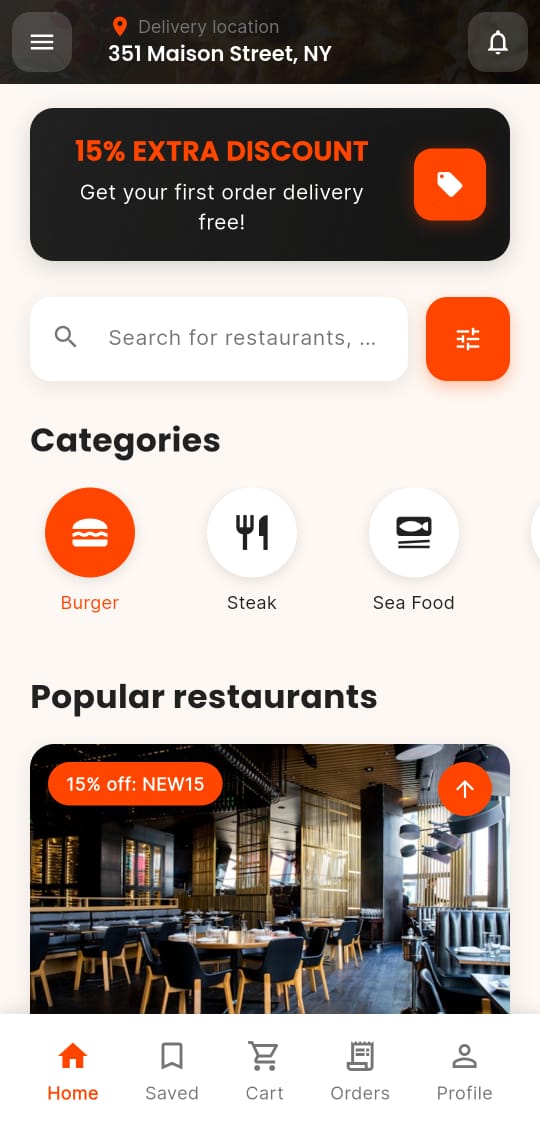 Delivery location
351 Maison Street, NY
15% EXTRA DISCOUNT
Get your first order delivery
free!
Search for restaurants, ...
Categories
Burger
Steak
Sea Food
Popular restaurants
15% off: NEW15
Home
Saved
Cart
Orders
Profile